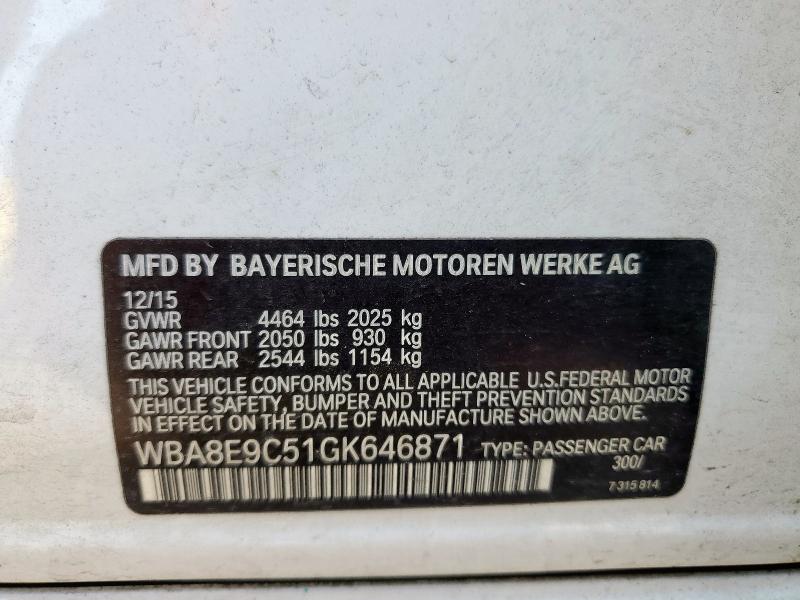 MFD BY BAYERISCHE MOTOREN WERKE AG
12/15
GVWR 4464 lbs 2025 kg
GAWR FRONT 2050 lbs 930 kg
GAWR REAR 2544 lbs 1154 kg
THIS VEHICLE CONFORMS TO ALL APPLICABLE U.S.FEDERAL MOTOR
VEHICLE SAFETY, BUMPER AND THEFT PREVENTION STANDARDS
IN EFFECT ON THE DATE OF MANUFACTURE SHOWN ABOVE.
WBA8E9C51GK646871 TYPE: PASSENGER CAR
300/
7 315 814